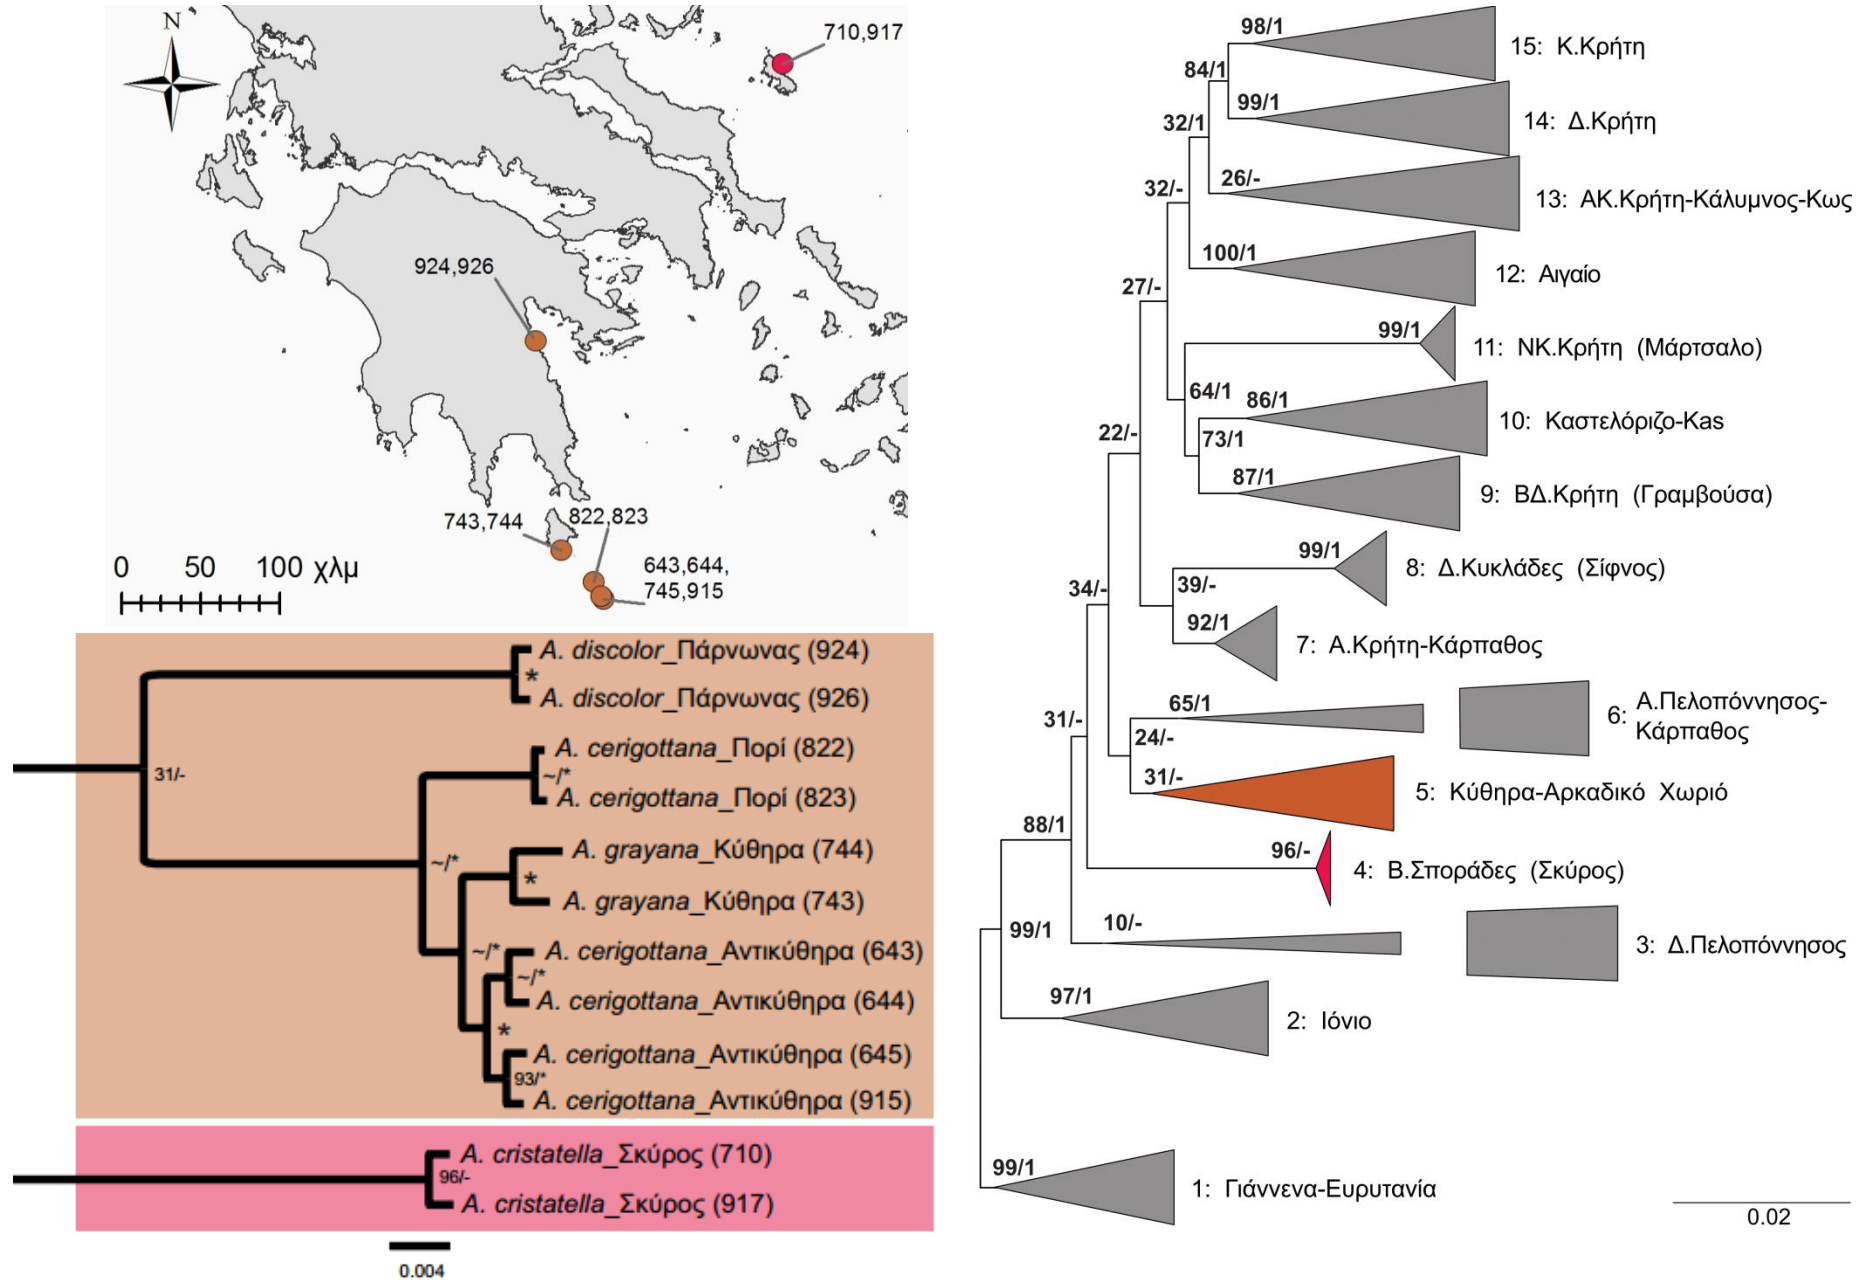 N
710,917
924,926
743,744
822,823
643,644,
745,915
0 50 100 χλμ
A. discolor_Πάρνωνας (924)
*
A. discolor_Πάρνωνας (926)
31/-
A. cerigottana_Πορί (822)
~/*
A. cerigottana_Πορί (823)
~/*
A. grayana_Κύθηρα (744)
*
A. grayana_Κύθηρα (743)
~/*
A. cerigottana_Αντικύθηρα (643)
~/*
A. cerigottana_Αντικύθηρα (644)
*
A. cerigottana_Αντικύθηρα (645)
93/*
A. cerigottana_Αντικύθηρα (915)
A. cristatella_Σκύρος (710)
96/-
A. cristatella_Σκύρος (917)
0.004
98/1
15: Κ.Κρήτη
84/1
99/1
14: Δ.Κρήτη
32/1
26/-
13: ΑΚ.Κρήτη-Κάλυμνος-Κως
32/-
100/1
12: Αιγαίο
27/-
99/1
11: ΝΚ.Κρήτη (Μάρτσαλο)
64/1
86/1
10: Καστελόριζο-Kas
73/1
22/-
87/1
9: ΒΔ.Κρήτη (Γραμβούσα)
99/1
8: Δ.Κυκλάδες (Σίφνος)
39/-
34/-
92/1
7: Α.Κρήτη-Κάρπαθος
65/1
6: Α.Πελοπόννησος-
Κάρπαθος
31/-
24/-
31/-
5: Κύθηρα-Αρκαδικό Χωριό
88/1
96/-
4: Β.Σποράδες (Σκύρος)
99/1
10/-
3: Δ.Πελοπόννησος
97/1
2: Ιόνιο
99/1
1: Γιάννενα-Ευρυτανία
0.02